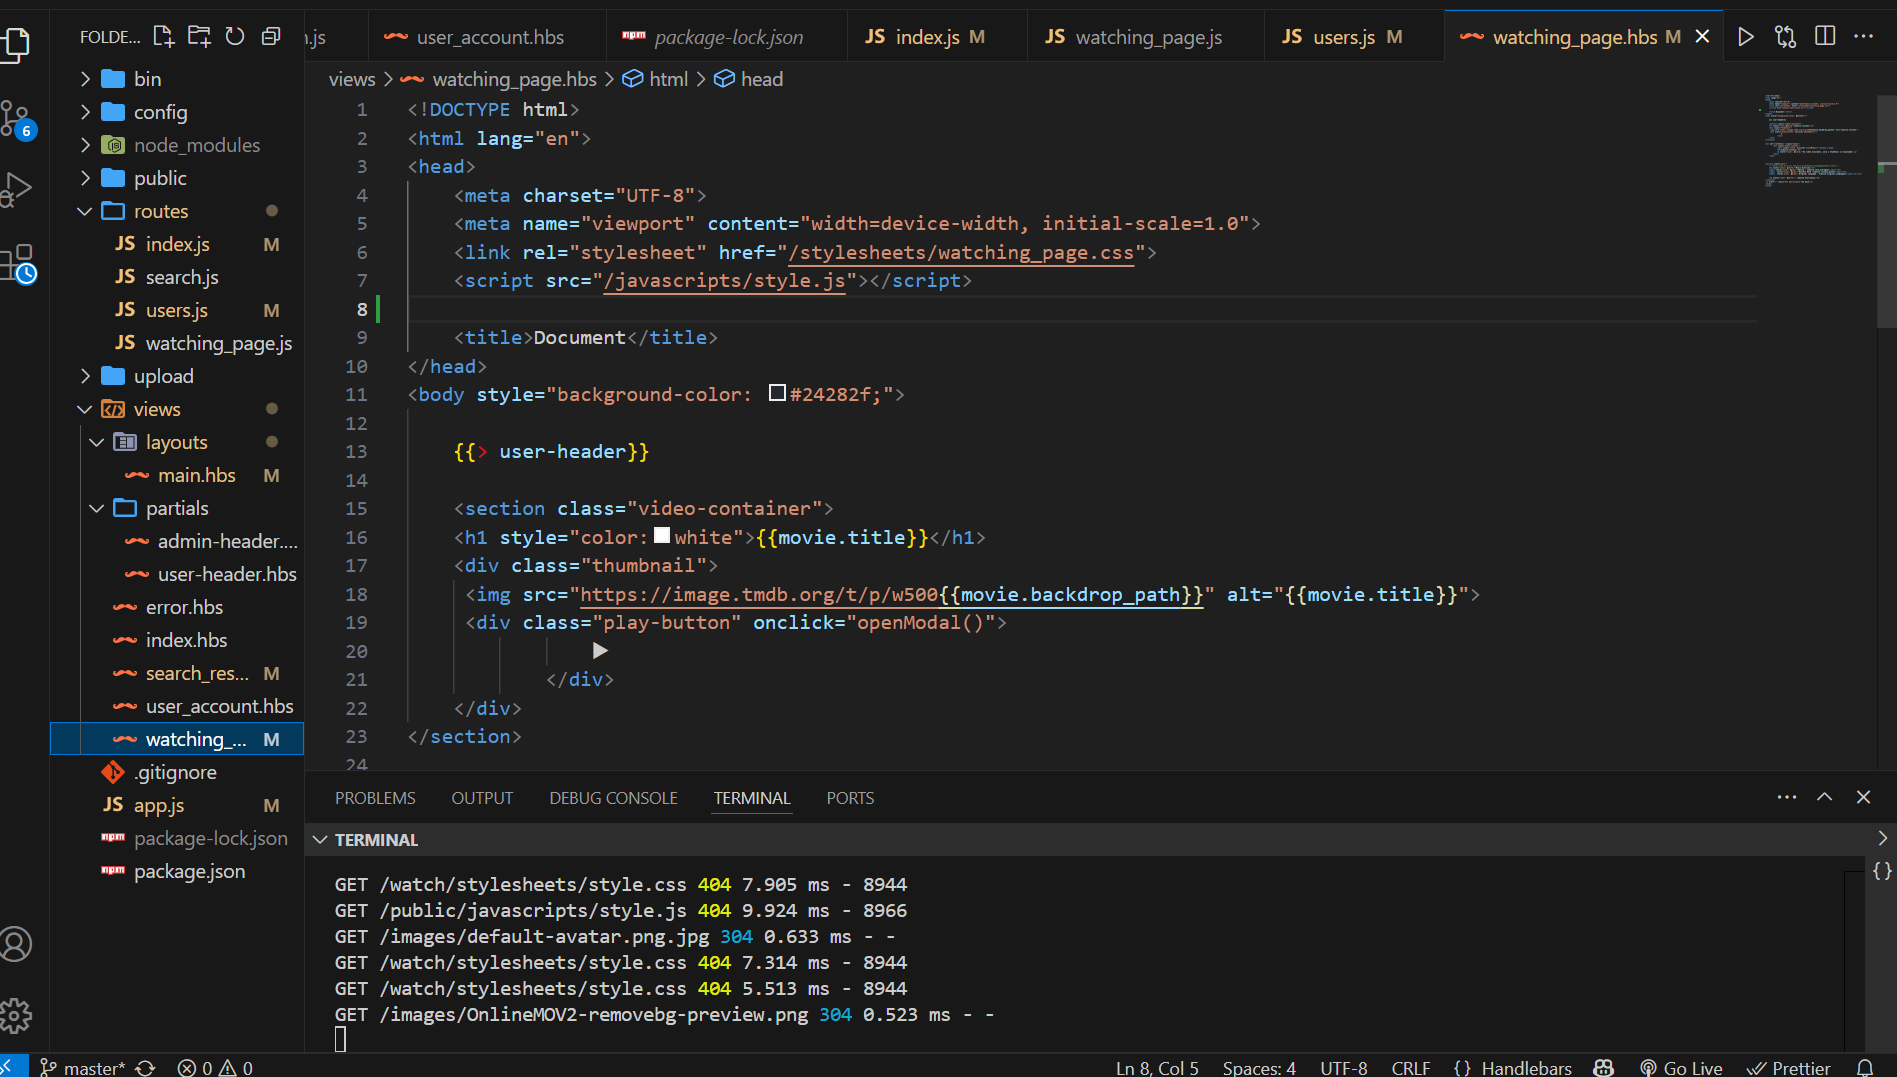 FOLDE...
.js
user_account.hbs
package-lock.json
JS index.js M
JS watching_page.js
JS users.js M
watching_page.hbs M
views > watching_page.hbs > html > head
6
bin
config
node_modules
public
routes
JS index.js M
JS search.js
JS users.js M
JS watching_page.js
upload
views
layouts
main.hbs M
partials
admin-header....
user-header.hbs
error.hbs
index.hbs
search_res... M
user_account.hbs
watching_... M
.gitignore
JS app.js M
package-lock.json
package.json
1 <!DOCTYPE html>
2 <html lang="en">
3 <head>
4 <meta charset="UTF-8">
5 <meta name="viewport" content="width=device-width, initial-scale=1.0">
6 <link rel="stylesheet" href="/stylesheets/watching_page.css">
7 <script src="/javascripts/style.js"></script>
8
9 <title>Document</title>
10 </head>
11 <body style="background-color: #24282f;">
12
13 {{> user-header}}
14
15 <section class="video-container">
16 <h1 style="color: white">{{movie.title}}</h1>
17 <div class="thumbnail">
18 <img src="https://image.tmdb.org/t/p/w500{{movie.backdrop_path}}" alt="{{movie.title}}">
19 <div class="play-button" onclick="openModal()">
20 ▶
21 </div>
22 </div>
23 </section>
24
PROBLEMS OUTPUT DEBUG CONSOLE TERMINAL PORTS
TERMINAL
GET /watch/stylesheets/style.css 404 7.905 ms - 8944
GET /public/javascripts/style.js 404 9.924 ms - 8966
GET /images/default-avatar.png.jpg 304 0.633 ms - -
GET /watch/stylesheets/style.css 404 7.314 ms - 8944
GET /watch/stylesheets/style.css 404 5.513 ms - 8944
GET /images/OnlineMOV2-removebg-preview.png 304 0.523 ms - -
{}
master* 0 0 Ln 8, Col 5 Spaces: 4 UTF-8 CRLF {} Handlebars Go Live Prettier